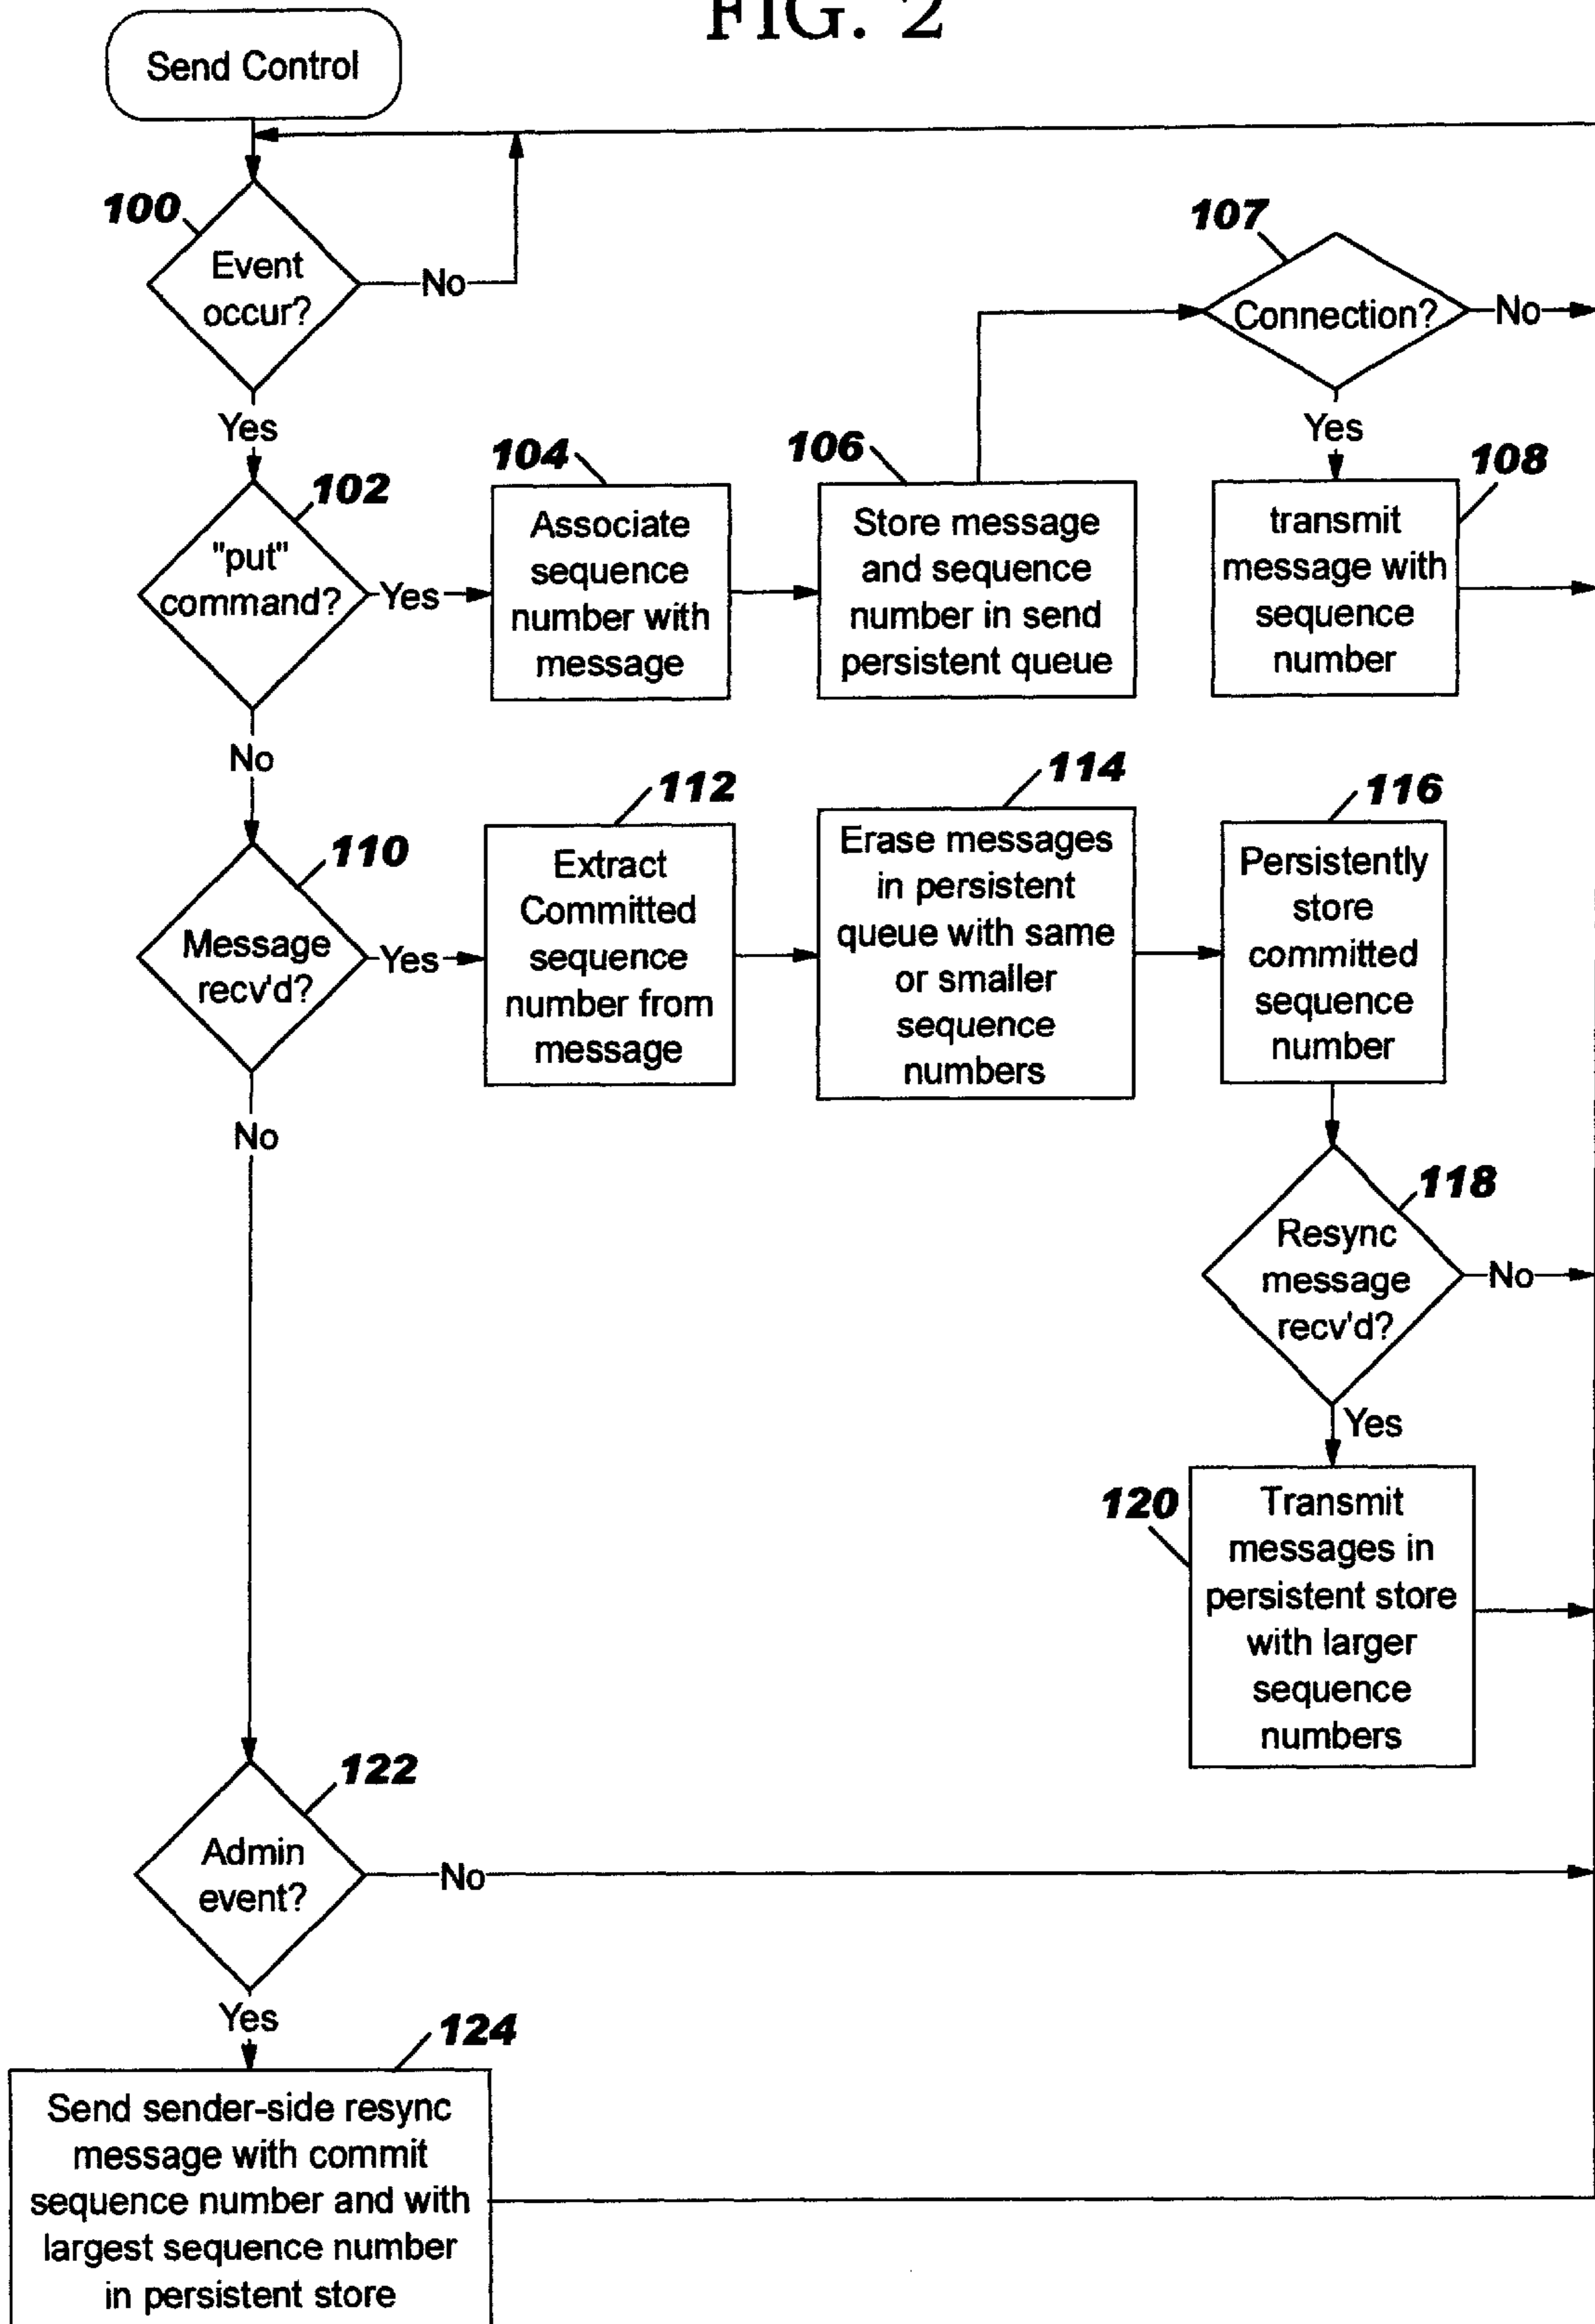 FIG. 2
Send Control
100
Event
occur?
No
Yes
102
"put"
command?
Yes
104
Associate
sequence
number with
message
106
Store message
and sequence
number in send
persistent queue
107
Connection?
No
Yes
108
transmit
message with
sequence
number
No
110
Message
recv'd?
Yes
112
Extract
Committed
sequence
number from
message
114
Erase messages
in persistent
queue with same
or smaller
sequence
numbers
116
Persistently
store
committed
sequence
number
118
Resync
message
recv'd?
No
Yes
120
Transmit
messages in
persistent store
with larger
sequence
numbers
No
122
Admin
event?
No
Yes
124
Send sender-side resync
message with commit
sequence number and with
largest sequence number
in persistent store